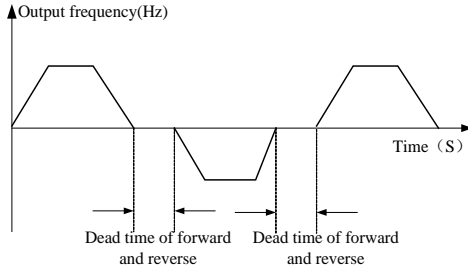 Output frequency(Hz)
Time（S）
Dead time of forward
and reverse
Dead time of forward
and reverse